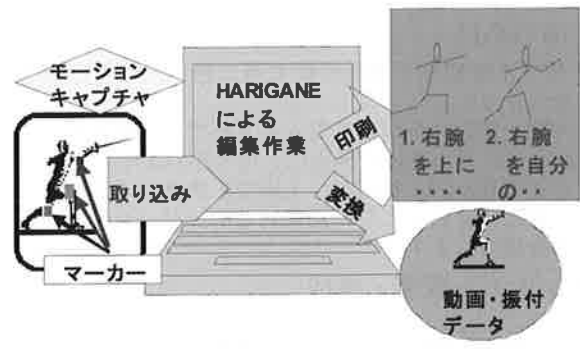 モーション
キャプチャ
取り込み
マーカー
HARIGANE
による
編集作業
印刷
変換
1. 右腕
を上に
・・・・
2. 右腕
を自分
の・・
動画・振付
データ